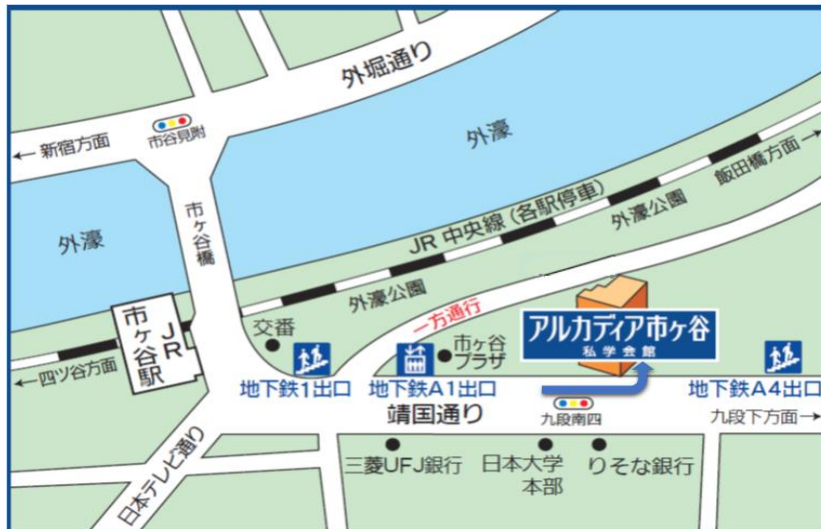 外堀通り
市谷見附
←新宿方面
外濠
市ヶ谷橋
外濠
飯田橋方面→
外濠公園
JR 中央線(各駅停車)
外濠公園
一方通行
交番
市ヶ谷
プラザ
アルカディア市ヶ谷
私学会館
JR
市ヶ谷駅
←四ツ谷方面
地下鉄1出口
地下鉄A1出口
地下鉄A4出口
靖国通り
九段南四
九段下方面→
日本テレビ通り
三菱UFJ銀行
日本大学
本部
りそな銀行